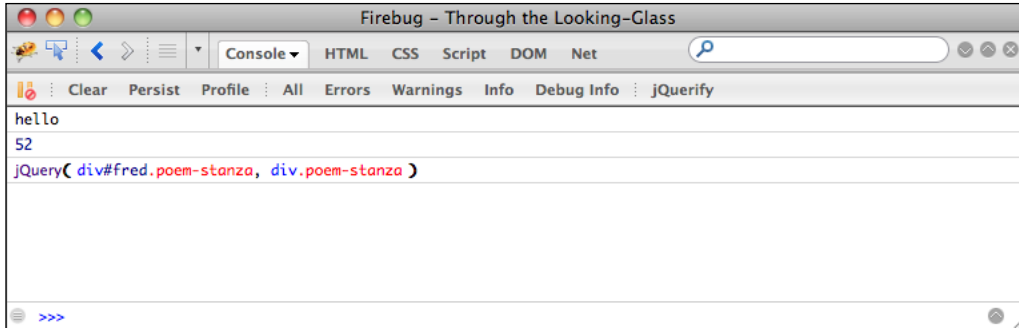 Firebug - Through the Looking-Glass
Console HTML CSS Script DOM Net
Clear Persist Profile All Errors Warnings Info Debug Info jQuerify
hello
52
jQuery( div#fred.poem-stanza, div.poem-stanza )
>>>